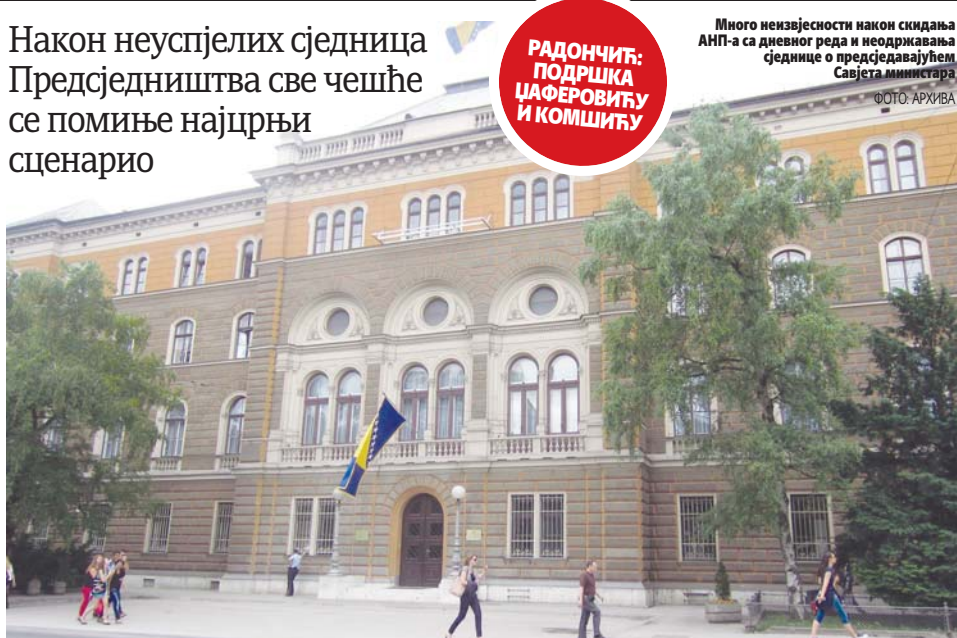 Након неуспјелих сједница
Предсједништва све чешће
се помиње најцрњи
сценарио
РАДОНЧИЋ:
ПОДРШКА
ЏАФЕРОВИЋУ
И КОМШИЋУ
Много неизвјесности након скидања
АНП-а са дневног реда и неодржавања
сједнице о предсједавајућем
Савјета министара
ФОТО: АРХИВА